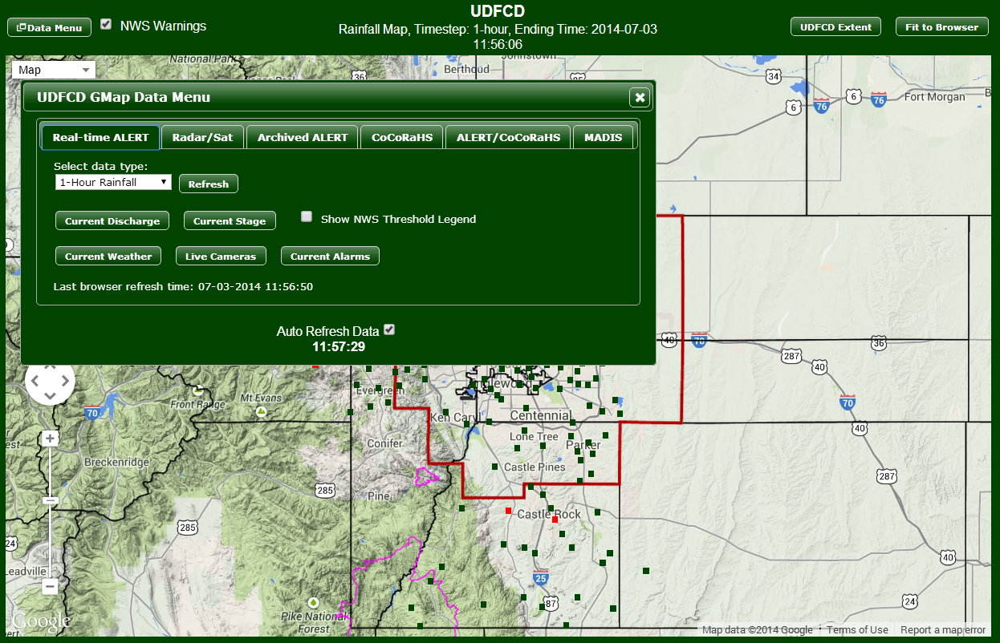 UDFCD
Data Menu
NWS Warnings
Rainfall Map, Timestep: 1-hour, Ending Time: 2014-07-03
11:56:06
UDFCD Extent
Fit to Browser
National Park
Johnstown
Map
Berthoud
36
34
76
6
76
6
Fort Morgan
UDFCD GMap Data Menu
Real-time ALERT
Radar/Sat
Archived ALERT
CoCoRaHS
ALERT/CoCoRaHS
MADIS
Select data type:
1-Hour Rainfall
Refresh
Current Discharge
Current Stage
Show NWS Threshold Legend
Current Weather
Live Cameras
Current Alarms
Last browser refresh time: 07-03-2014 11:56:50
Auto Refresh Data
11:57:29
40
70
36
287
40
Evergreen
Englewood
Front Range
Mt Evans
70
70
Ken Caryl
Centennial
40
Conifer
Lone Tree
Parker
Breckenridge
Castle Pines
287
285
Pine
Castle Rock
285
24
40
Leadville
25
87
24
Pike National
Forest
Google
Map data ©2014 Google
Terms of Use
Report a map error